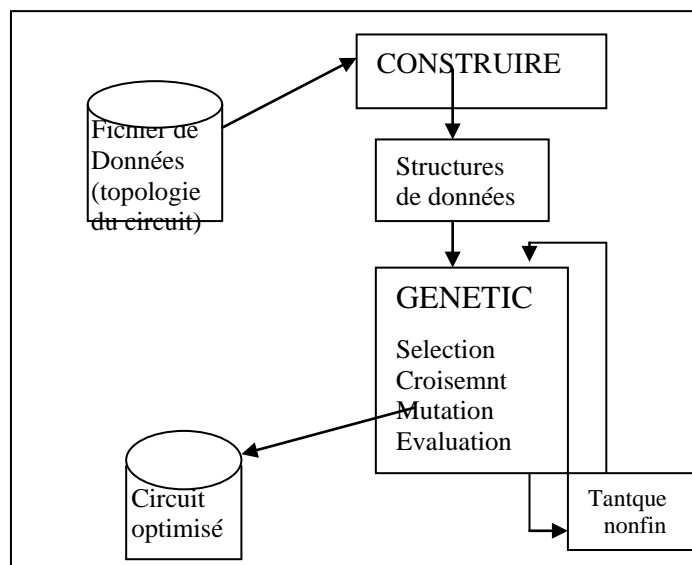 CONSTRUIRE
Fichier de
Données
(topologie
du circuit)
Structures
de données
GENETIC
Selection
Croisemnt
Mutation
Evaluation
Circuit
optimisé
Tantque
nonfin